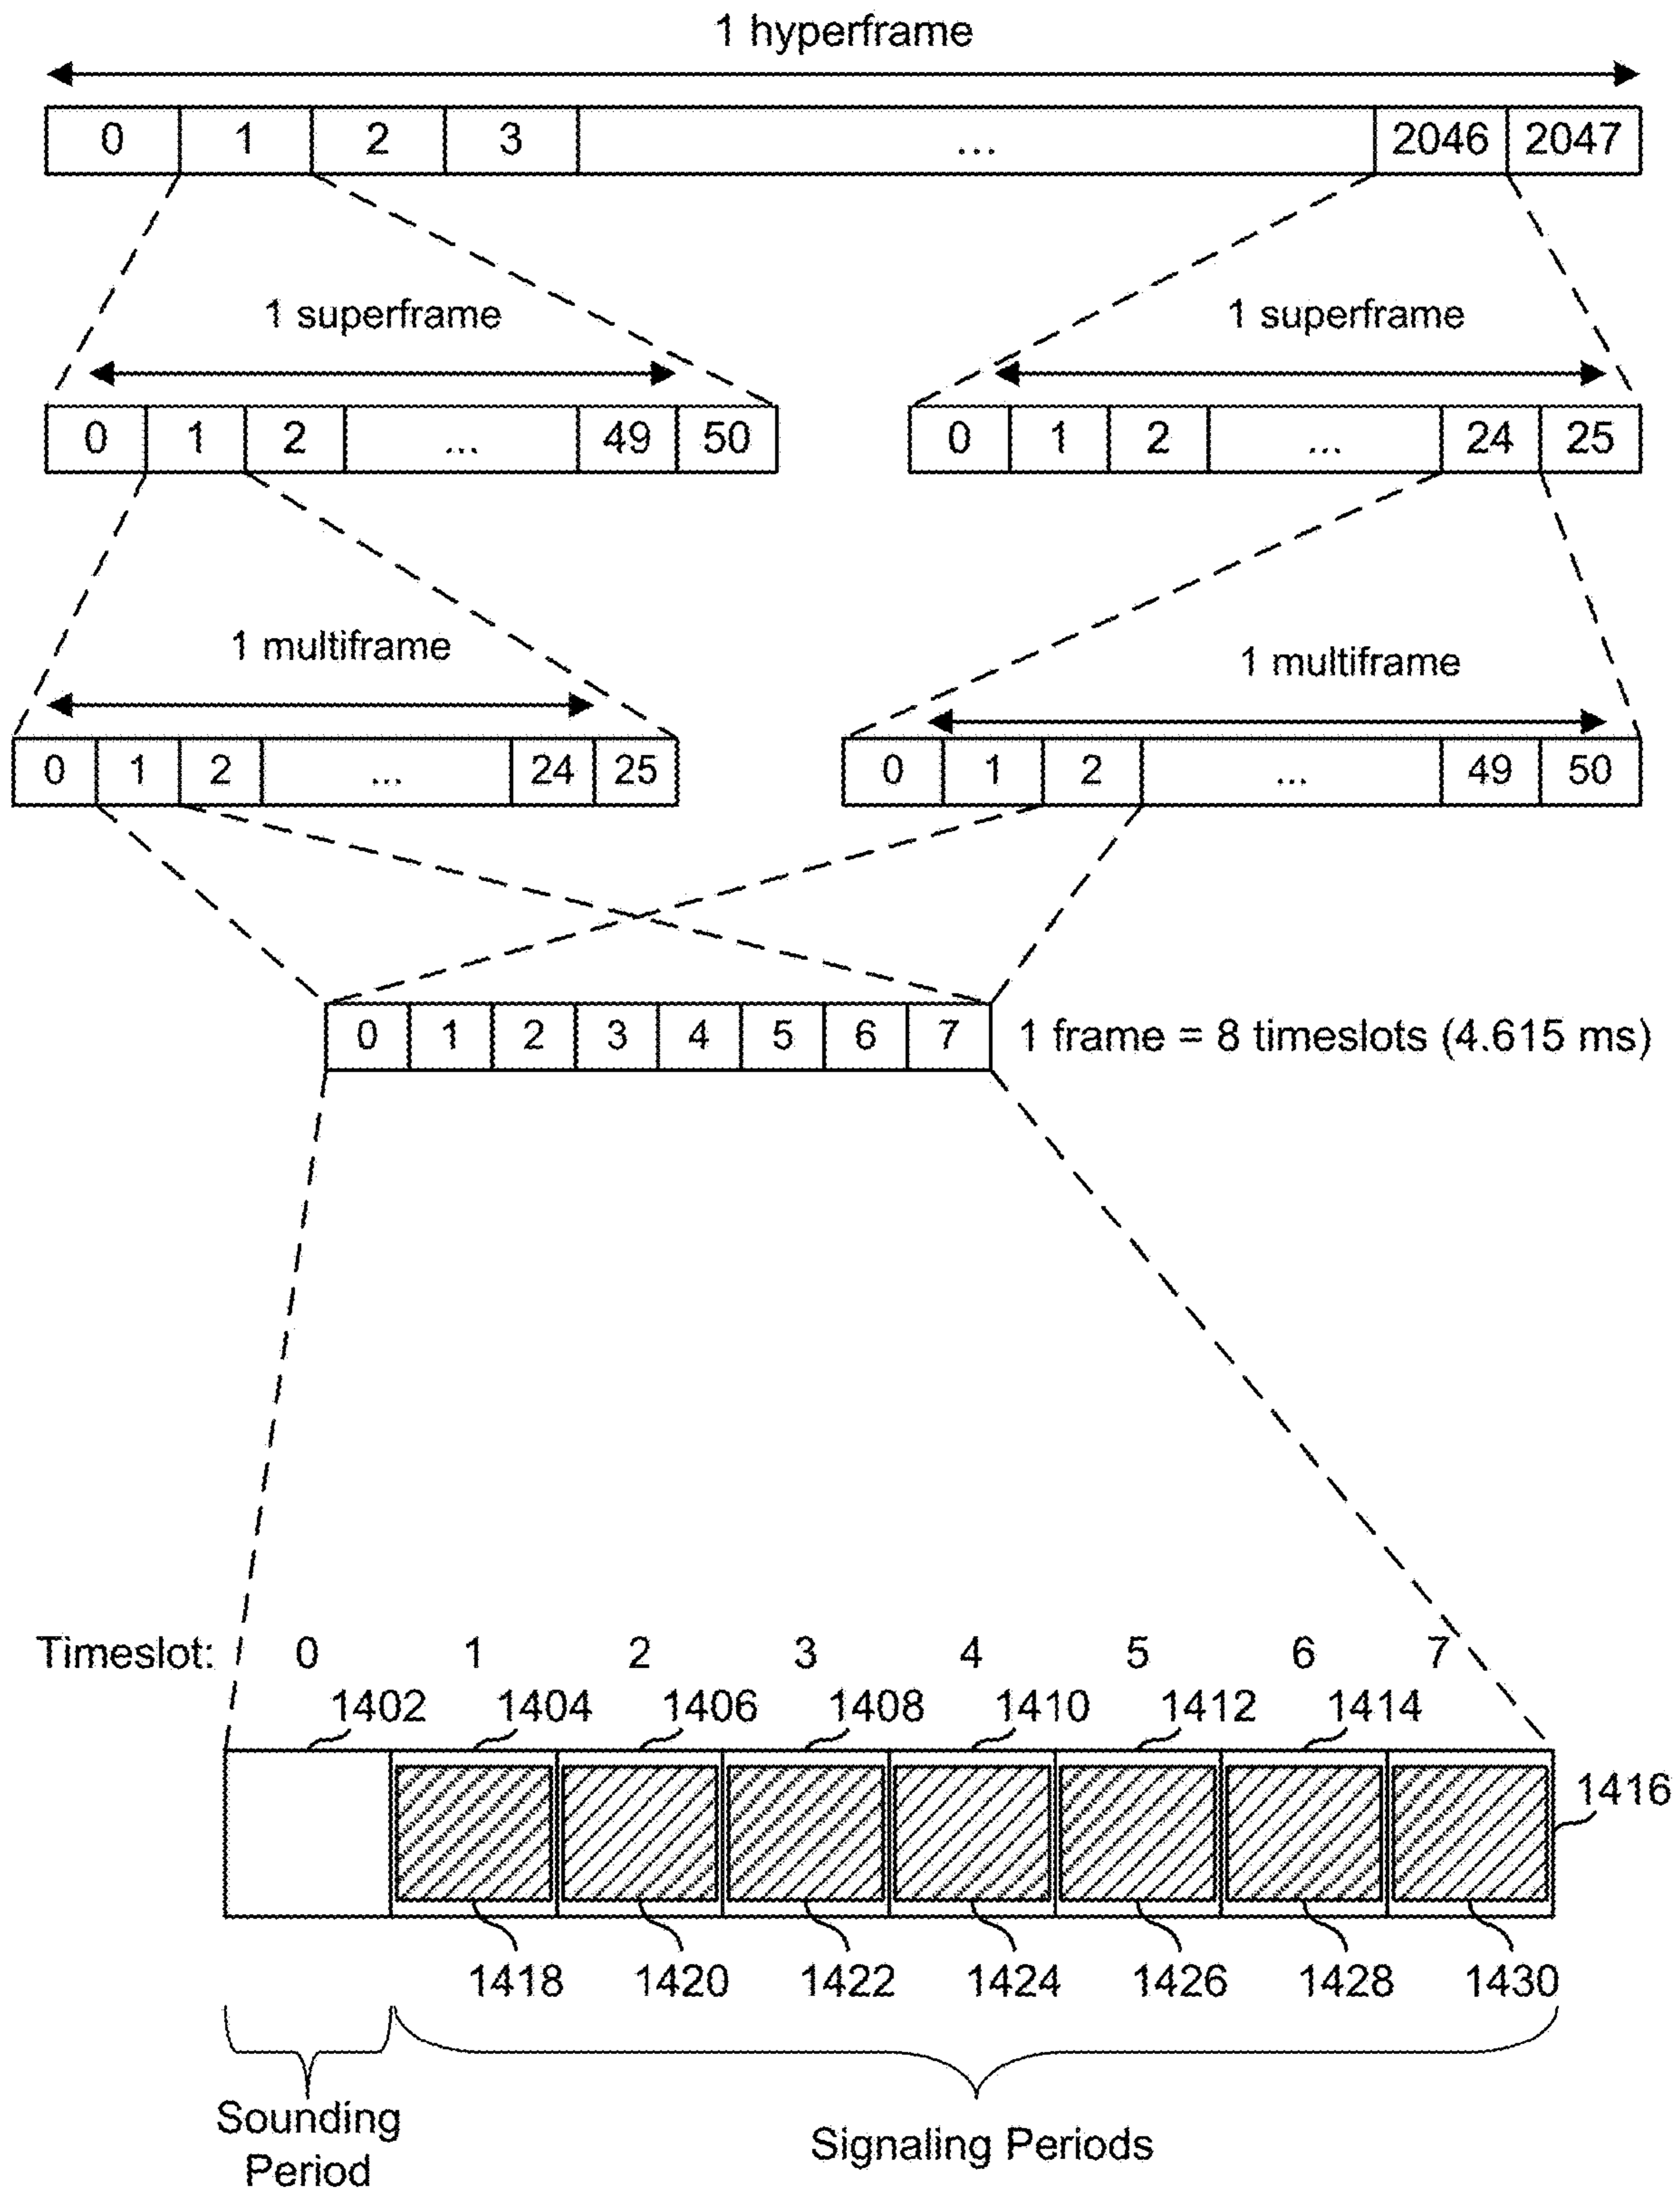 1 hyperframe
0 1 2 3 ... 2046 2047
1 superframe 1 superframe
0 1 2 ... 49 50 0 1 2 ... 24 25
1 multiframe 1 multiframe
0 1 2 ... 24 25 0 1 2 ... 49 50
0 1 2 3 4 5 6 7 1 frame = 8 timeslots (4.615 ms)
Timeslot: 0 1 2 3 4 5 6 7
1402 1404 1406 1408 1410 1412 1414
1416
1418 1420 1422 1424 1426 1428 1430
Sounding
Period
Signaling Periods